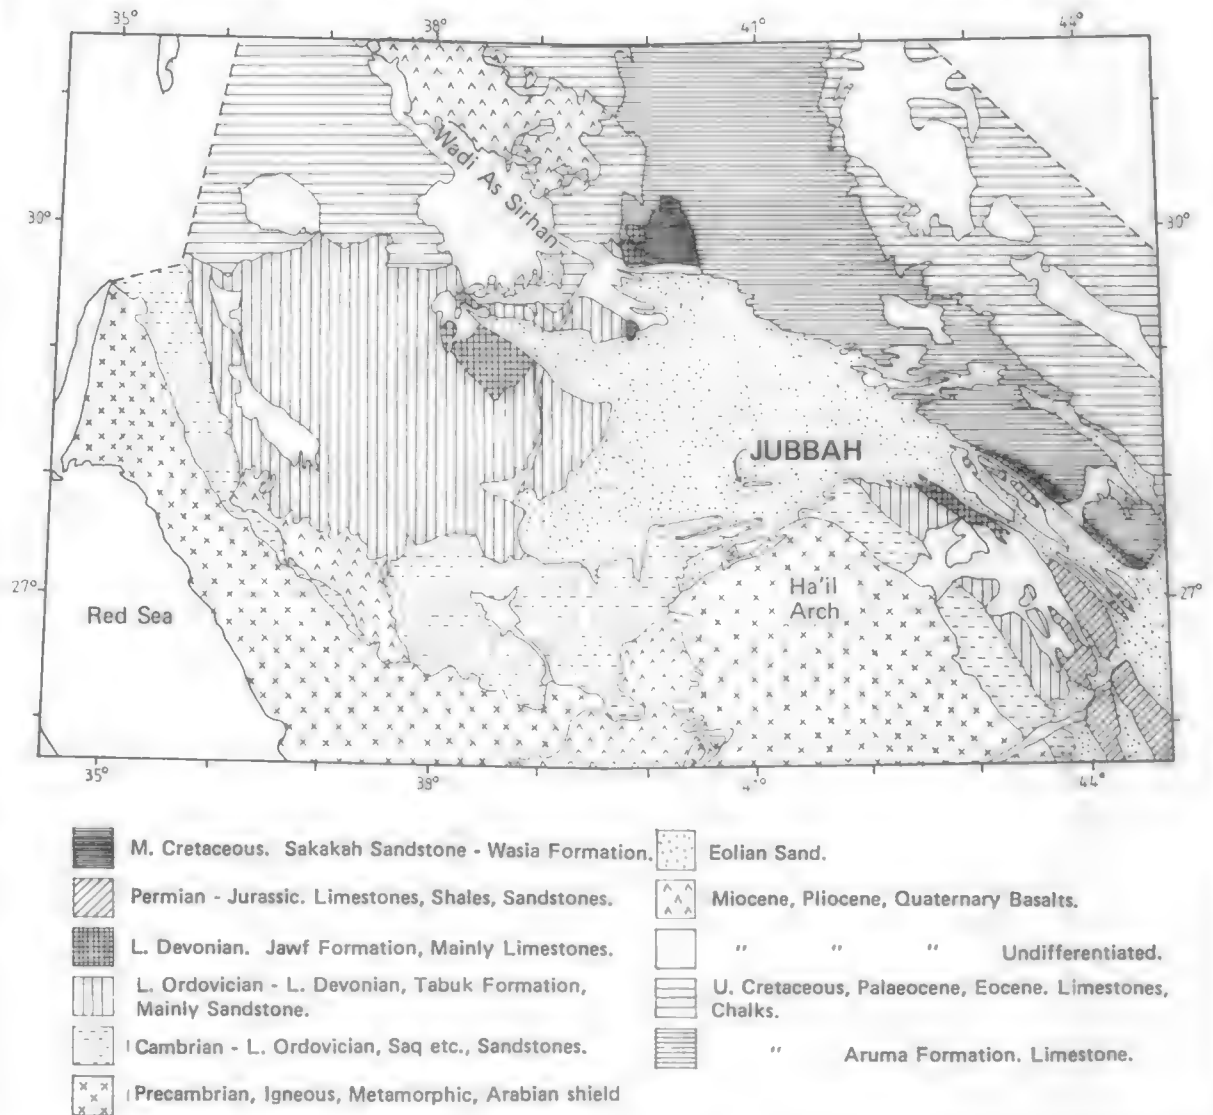 35°
38°
41°
44°
Wadi As Sirhan
30°
30°
JUBBAH
27°
27°
Red Sea
Ha'il
Arch
35°
38°
41°
44°
M. Cretaceous. Sakakah Sandstone - Wasia Formation.
Permian - Jurassic. Limestones, Shales, Sandstones.
L. Devonian. Jawf Formation, Mainly Limestones.
L. Ordovician - L. Devonian, Tabuk Formation,
Mainly Sandstone.
Cambrian - L. Ordovician, Saq etc., Sandstones.
Precambrian, Igneous, Metamorphic, Arabian shield
Eolian Sand.
Miocene, Pliocene, Quaternary Basalts.
" " " Undifferentiated.
U. Cretaceous, Palaeocene, Eocene. Limestones,
Chalks.
" Aruma Formation. Limestone.